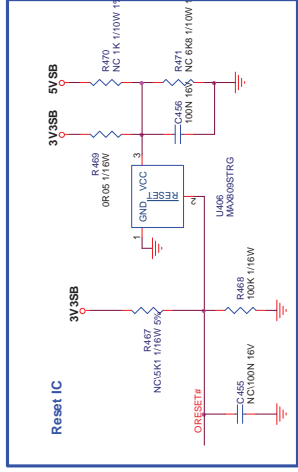 Reset IC
3V3SB
5VSB
R470
NC 1K 1/10W 1%
R471
NC 6K8 1/10W 1%
3V3SB
R469
0R05 1/16W
C456
100N 16V
3
VCC
GND
RESET
1
2
U406
MAX809STRG
R467
NC\5K1 1/16W 5%
ORESET#
R468
100K 1/16W
C455
NC\100N 16V